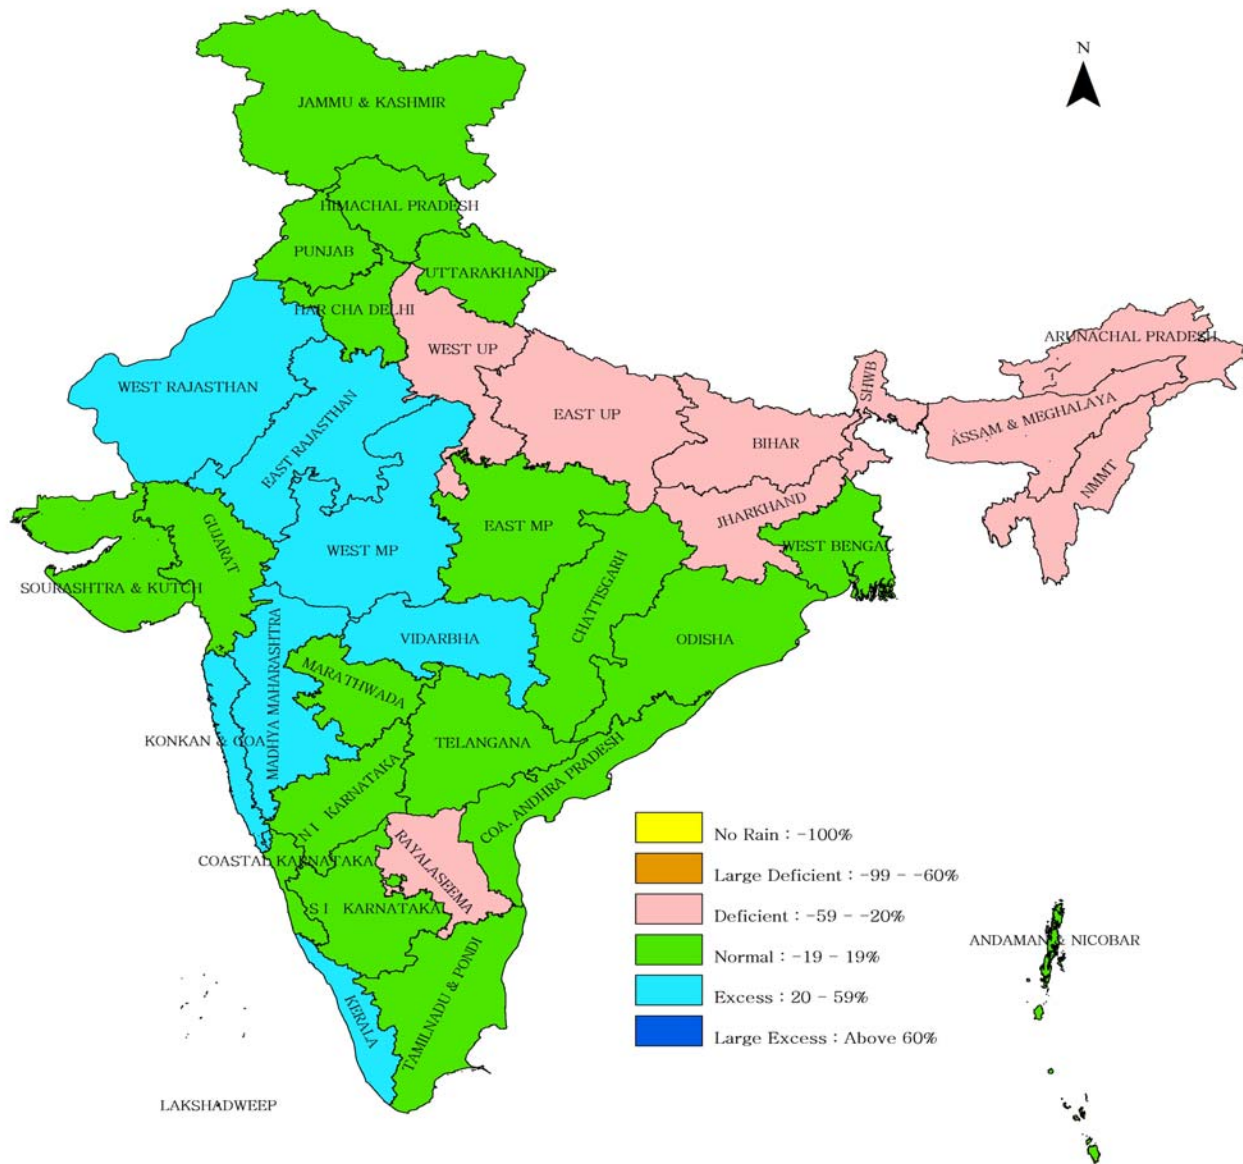 N
JAMMU & KASHMIR
HIMACHAL PRADESH
PUNJAB
UTTARAKHAND
HAR CHA DELHI
WEST UP
ARUNACHAL PRADESH
WEST RAJASTHAN
SHWB
EAST RAJASTHAN
EAST UP
ASSAM & MEGHALAYA
BIHAR
NMMT
JHARKHAND
GUJARAT
EAST MP
WEST MP
WEST BENGAL
SOURASHTRA & KUTCH
CHATTISGARH
VIDARBHA
ODISHA
MARATHWADA
MADHYA MAHARASHTRA
KONKAN & GOA
TELANGANA
COA. ANDHRA PRADESH
N I KARNATAKA
No Rain : -100%
COASTAL KARNATAKA
RAYALASEEMA
Large Deficient : -99 - -60%
S I KARNATAKA
Deficient : -59 - -20%
ANDAMAN & NICOBAR
Normal : -19 - 19%
Excess : 20 - 59%
KERALA
TAMILNADU & PONDI
Large Excess : Above 60%
LAKSHADWEEP